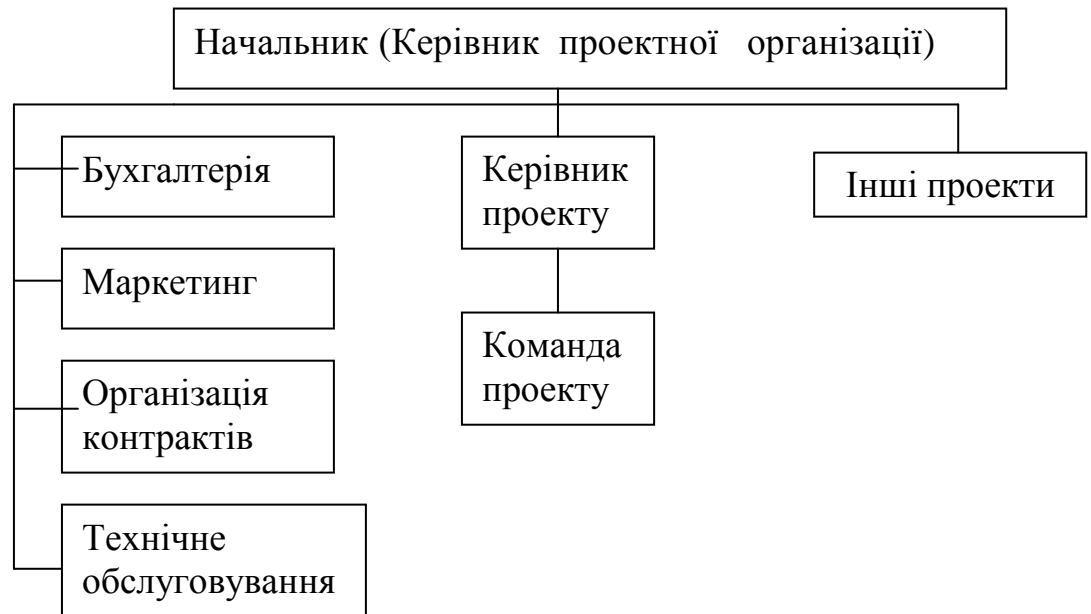 Начальник (Керівник проектної організації)
Бухгалтерія
Керівник
проекту
Інші проекти
Маркетинг
Команда
проекту
Організація
контрактів
Технічне
обслуговування